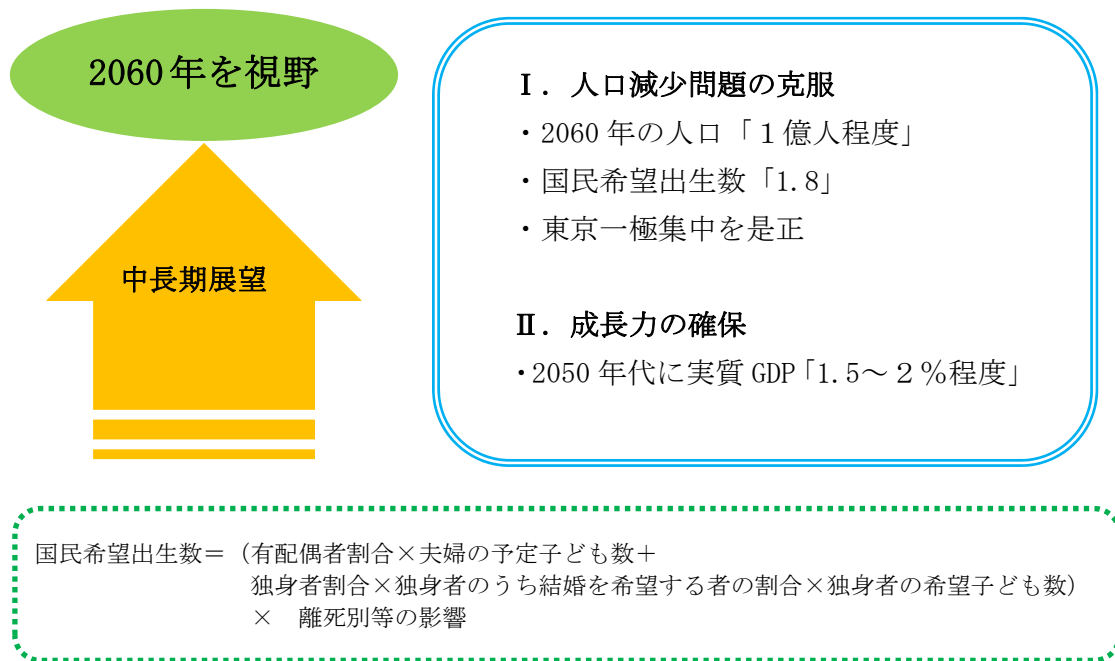 2060年を視野
中長期展望
Ⅰ．人口減少問題の克服
・2060年の人口「１億人程度」
・国民希望出生数「1.8」
・東京一極集中を是正
Ⅱ．成長力の確保
・2050年代に実質GDP「1.5～２％程度」
国民希望出生数＝（有配偶者割合×夫婦の予定子ども数＋
独身者割合×独身者のうち結婚を希望する者の割合×独身者の希望子ども数）
×　離死別等の影響